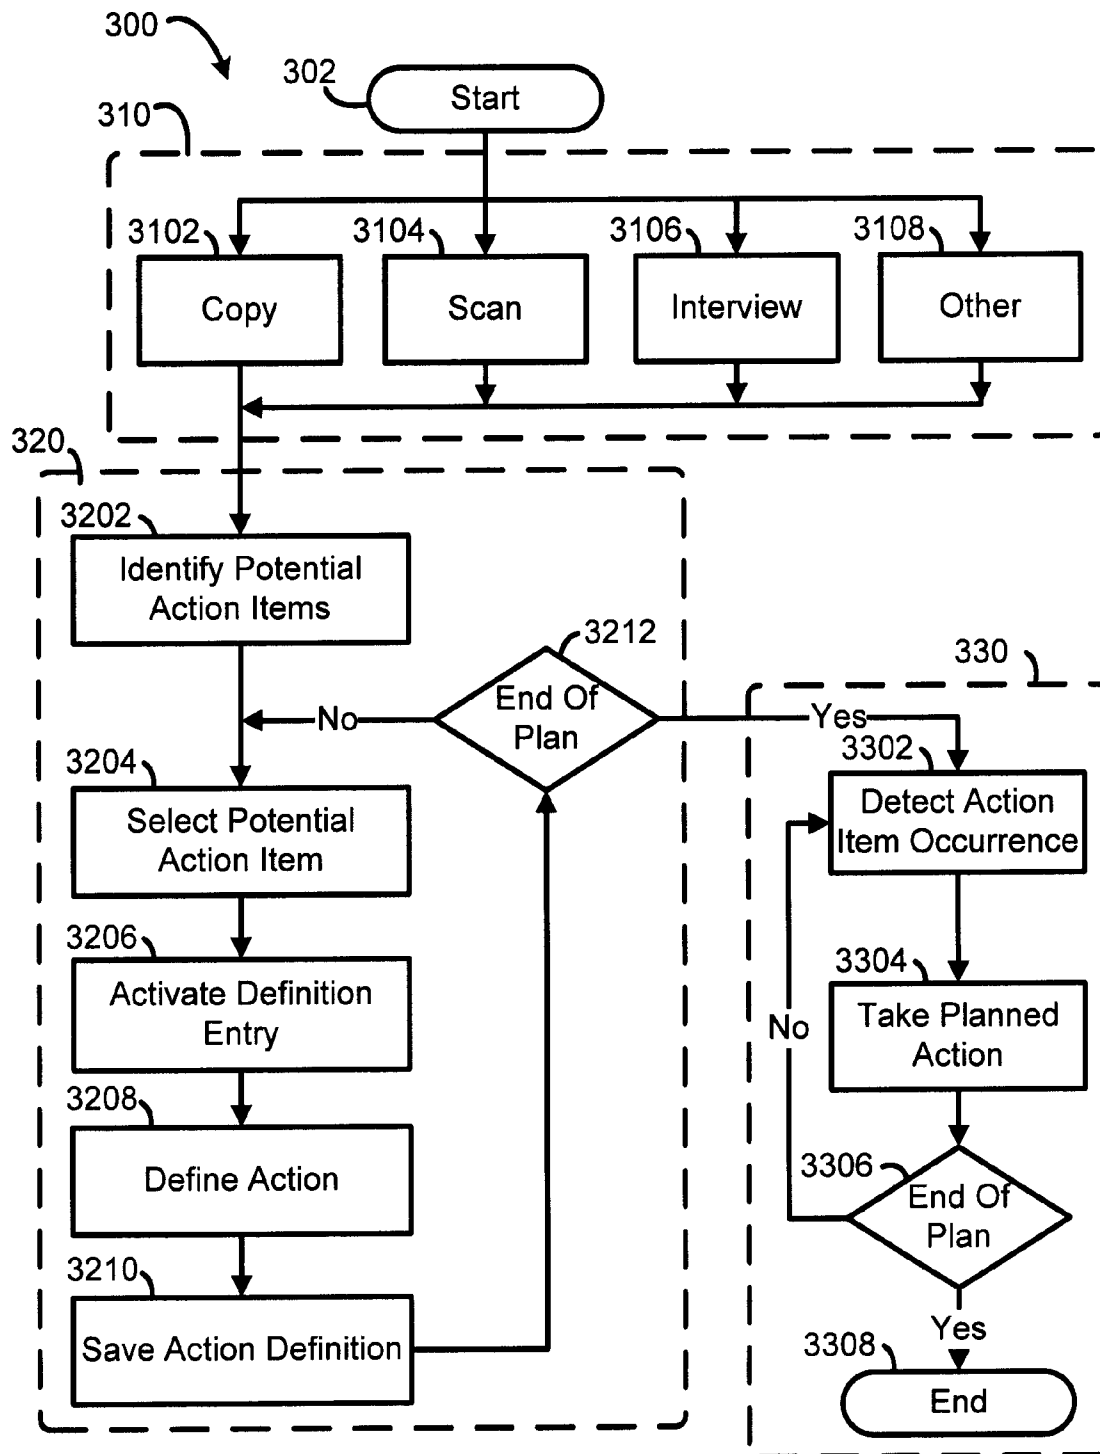 300
302
Start
310
3102
3104
3106
3108
Copy
Scan
Interview
Other
320
3202
Identify Potential
Action Items
3212
End Of
Plan
No
Yes
330
3204
Select Potential
Action Item
3302
Detect Action
Item Occurrence
3206
Activate Definition
Entry
3304
Take Planned
Action
No
3208
Define Action
3306
End Of
Plan
3210
Save Action Definition
Yes
3308
End